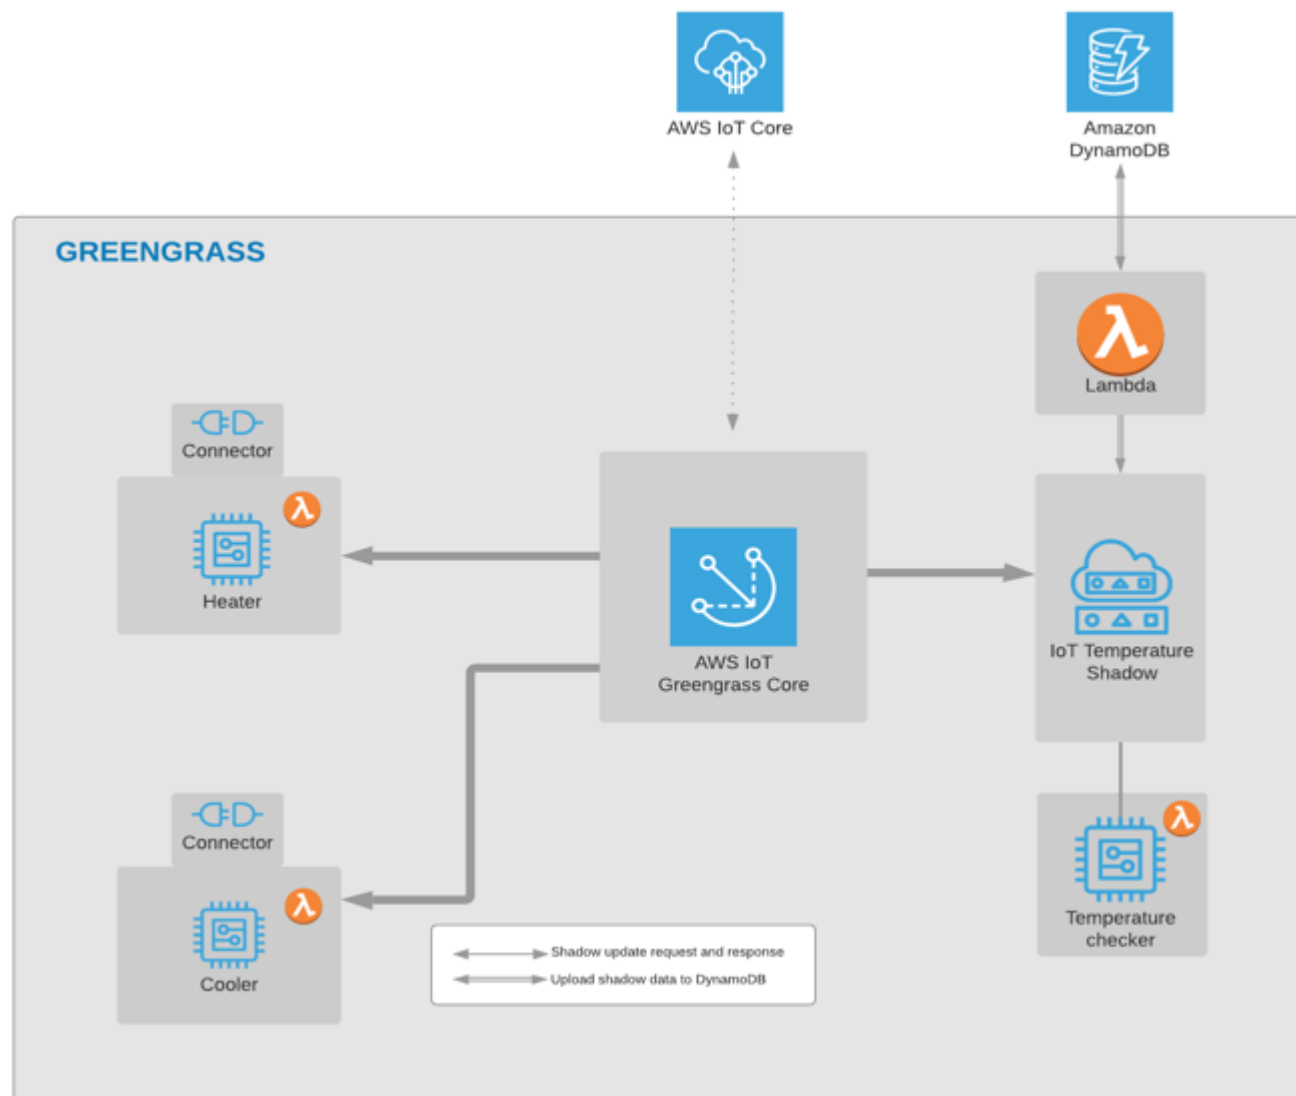 AWS IoT Core
Amazon
DynamoDB
GREENGRASS
λ
Lambda
Connector
λ
Heater
AWS IoT
Greengrass Core
IoT Temperature
Shadow
Connector
λ
Cooler
λ
Temperature
checker
Shadow update request and response
Upload shadow data to DynamoDB